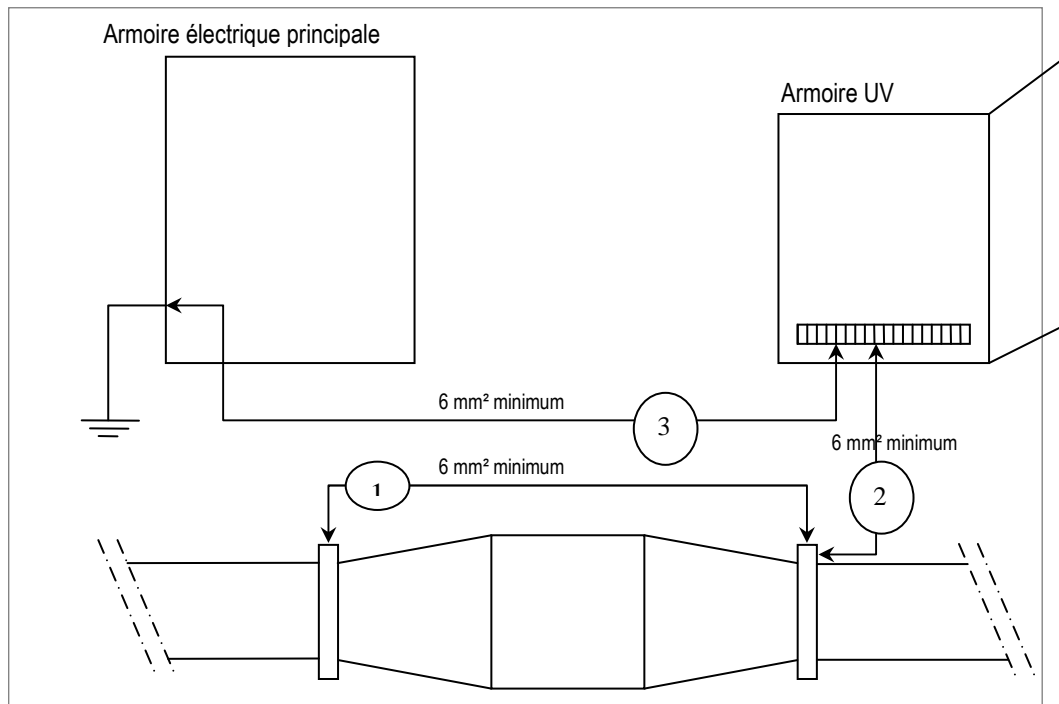 Armoire électrique principale
Armoire UV
6 mm² minimum
3
6 mm² minimum
6 mm² minimum
1
2